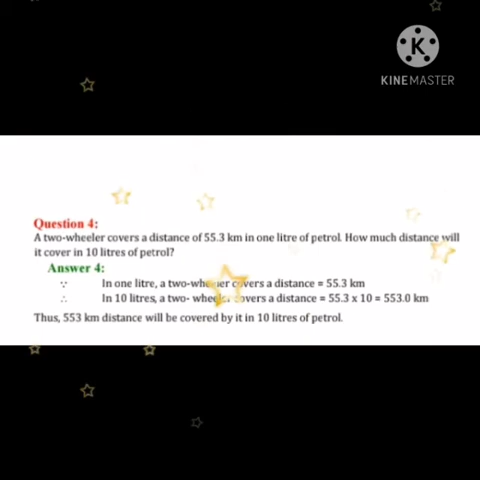 K
KINEMASTER
Question 4:
A two-wheeler covers a distance of 55.3 km in one litre of petrol. How much distance will
it cover in 10 litres of petrol?
Answer 4:
∵ In one litre, a two-wheeler covers a distance = 55.3 km
∴ In 10 litres, a two- wheeler covers a distance = 55.3 x 10 = 553.0 km
Thus, 553 km distance will be covered by it in 10 litres of petrol.